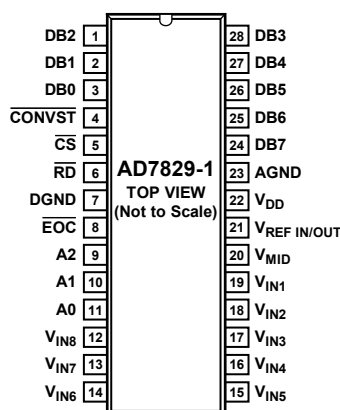 DB2 1 28 DB3
DB1 2 27 DB4
DB0 3 26 DB5
CONVST 4 25 DB6
CS 5 24 DB7
RD 6 AD7829-1 23 AGND
TOP VIEW
DGND 7 (Not to Scale) 22 VDD
EOC 8 21 VREF IN/OUT
A2 9 20 VMID
A1 10 19 VIN1
A0 11 18 VIN2
VIN8 12 17 VIN3
VIN7 13 16 VIN4
VIN6 14 15 VIN5